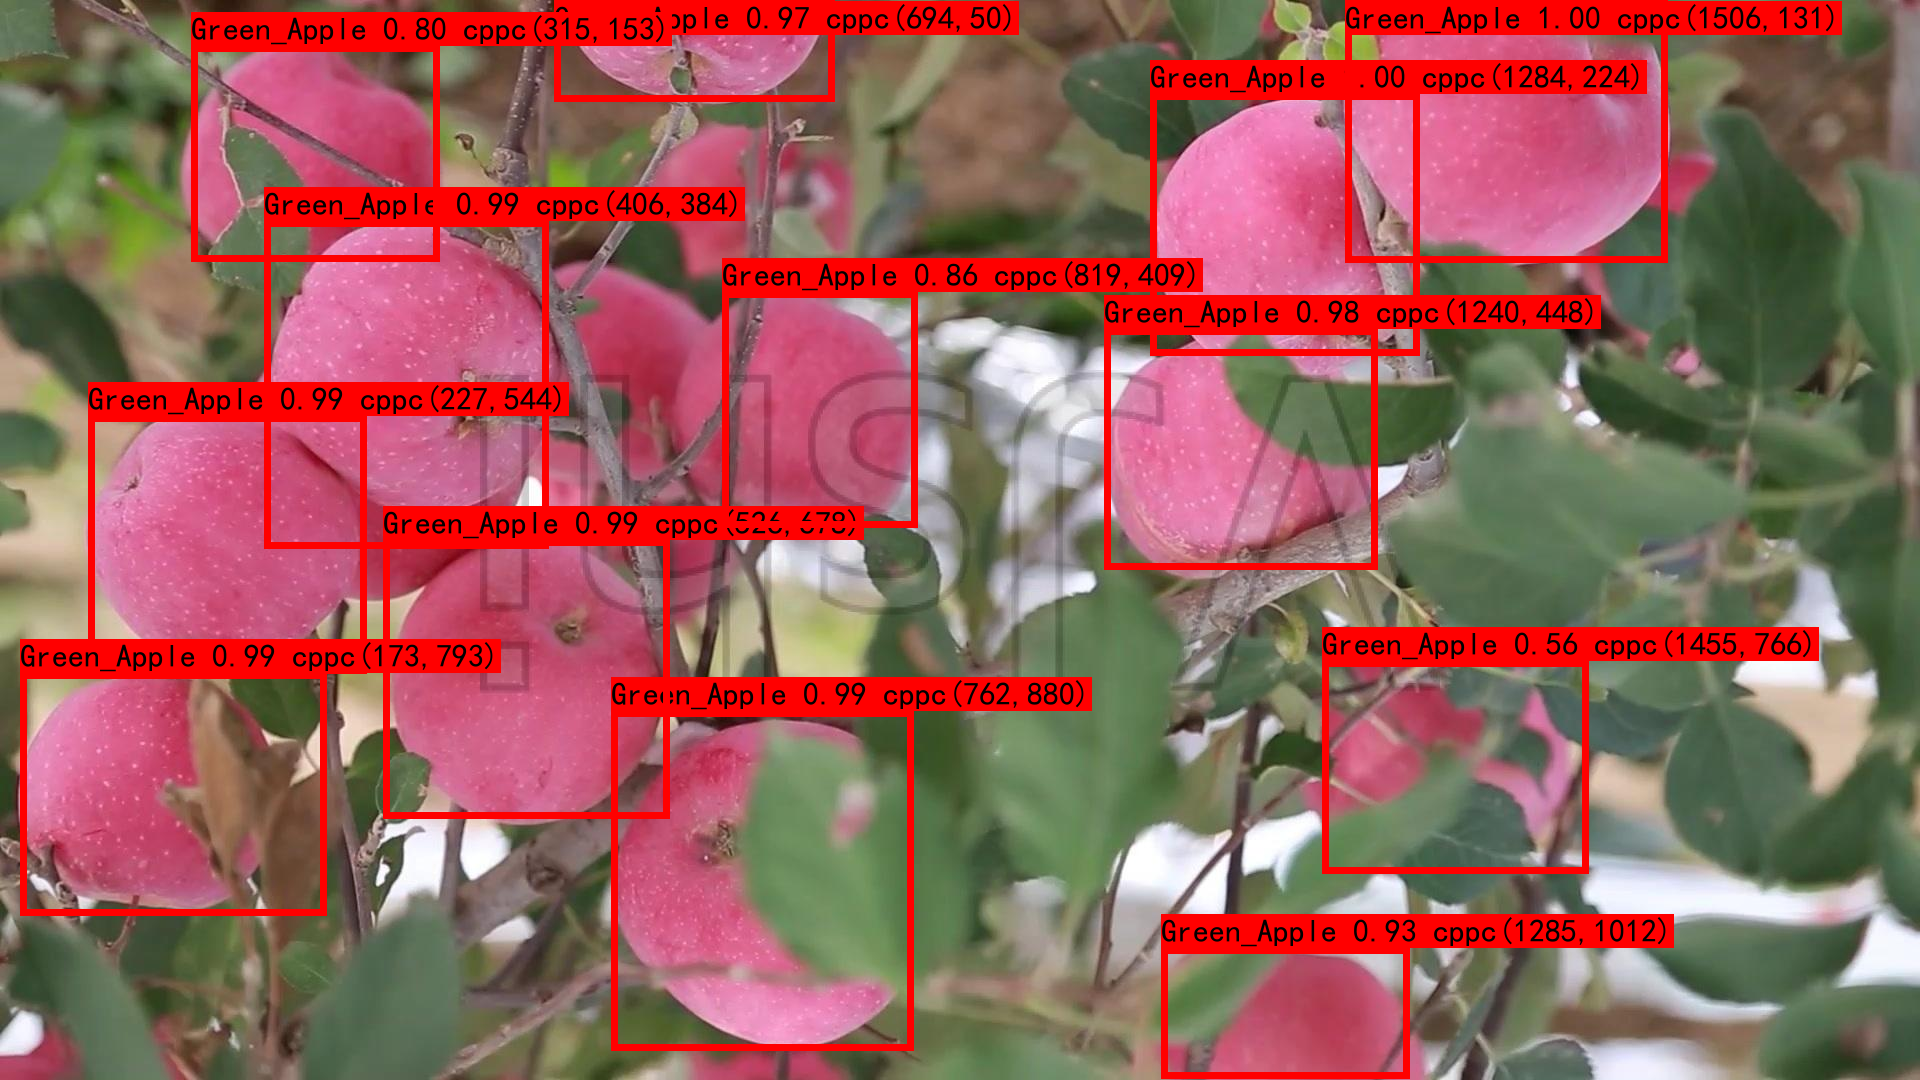 Green_Apple 0.80 cppc(315,153)
pple 0.97 cppc(694,50)
Green_Apple 1.00 cppc(1506,131)
Green_Apple .00 cppc(1284,224)
Green_Apple 0.99 cppc(406,384)
Green_Apple 0.86 cppc(819,409)
Green_Apple 0.98 cppc(1240,448)
Green_Apple 0.99 cppc(227,544)
Green_Apple 0.99 cppc(526,678)
Green_Apple 0.99 cppc(173,793)
Green_Apple 0.56 cppc(1455,766)
Green_Apple 0.99 cppc(762,880)
Green_Apple 0.93 cppc(1285,1012)